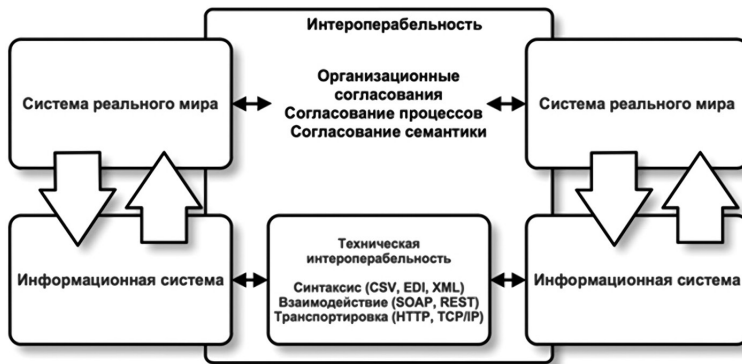 Интероперабельность
Система реального мира
Организационные
согласования
Согласование процессов
Согласование семантики
Система реального мира
Информационная система
Техническая
интероперабельность
Синтаксис (CSV, EDI, XML)
Взаимодействие (SOAP, REST)
Транспортировка (HTTP, TCP/IP)
Информационная система